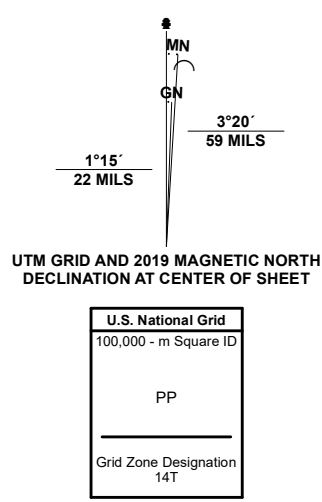 MN
GN
3°20´
59 MILS
1°15´
22 MILS
UTM GRID AND 2019 MAGNETIC NORTH
DECLINATION AT CENTER OF SHEET
U.S. National Grid
100,000 - m Square ID
PP
Grid Zone Designation
14T